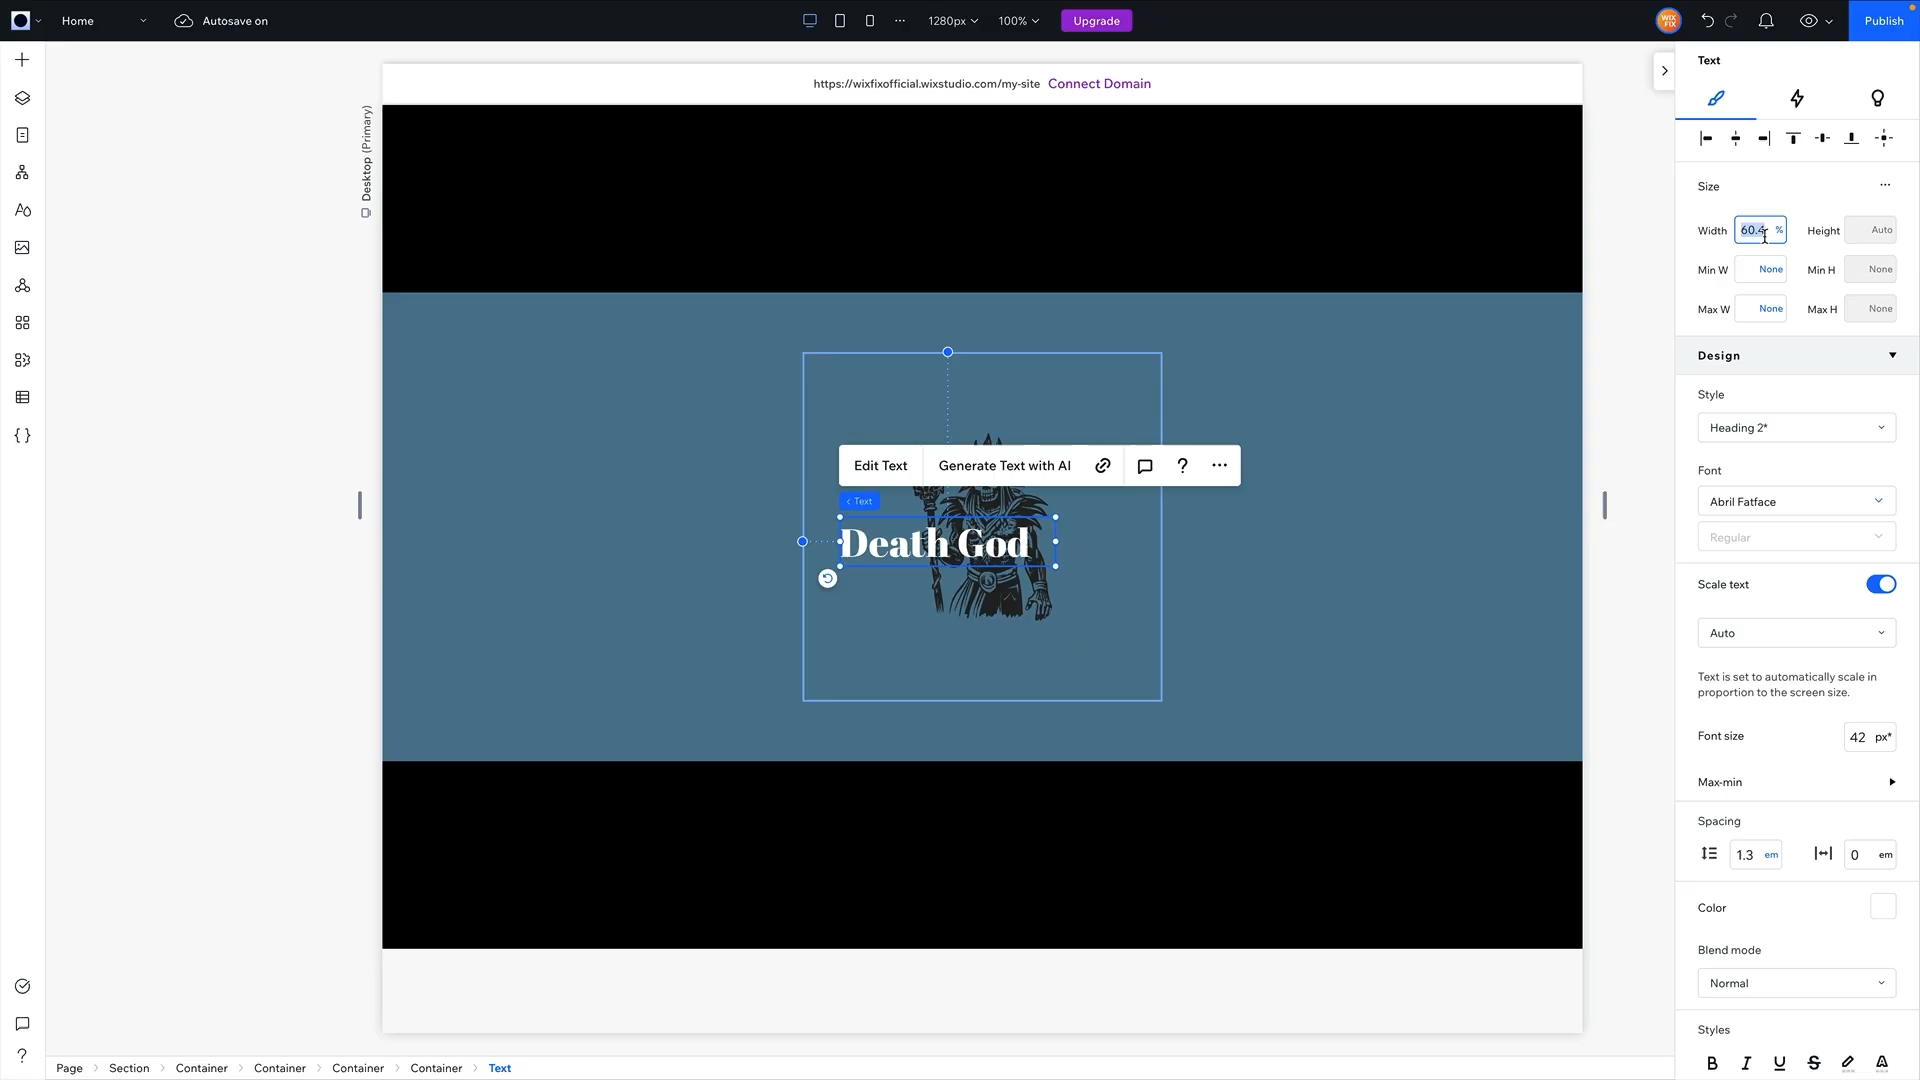 Home
Autosave on
1280px
100%
Upgrade
WIX
FIX
Publish
https://wixfixofficial.wixstudio.com/my-site Connect Domain
Desktop (Primary)
Edit Text
Generate Text with AI
Text
Death God
Text
Size
Width 60.4 % Height Auto
Min W None Min H None
Max W None Max H None
Design
Style
Heading 2*
Font
Abril Fatface
Regular
Scale text
Auto
Text is set to automatically scale in
proportion to the screen size.
Font size 42 px*
Max-min
Spacing
1.3 em 0 em
Color
Blend mode
Normal
Styles
B I U S A
Page Section Container Container Container Container Text